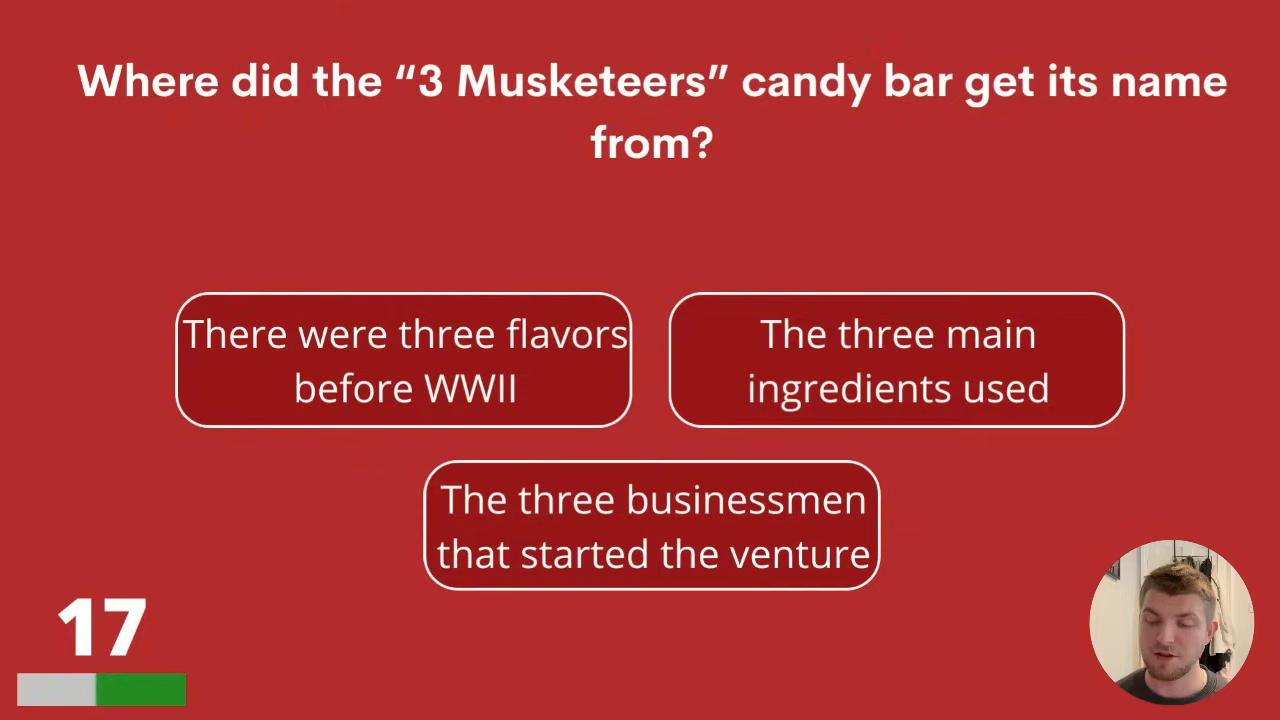 Where did the “3 Musketeers” candy bar get its name
from?
There were three flavors
before WWII
The three main
ingredients used
The three businessmen
that started the venture
17